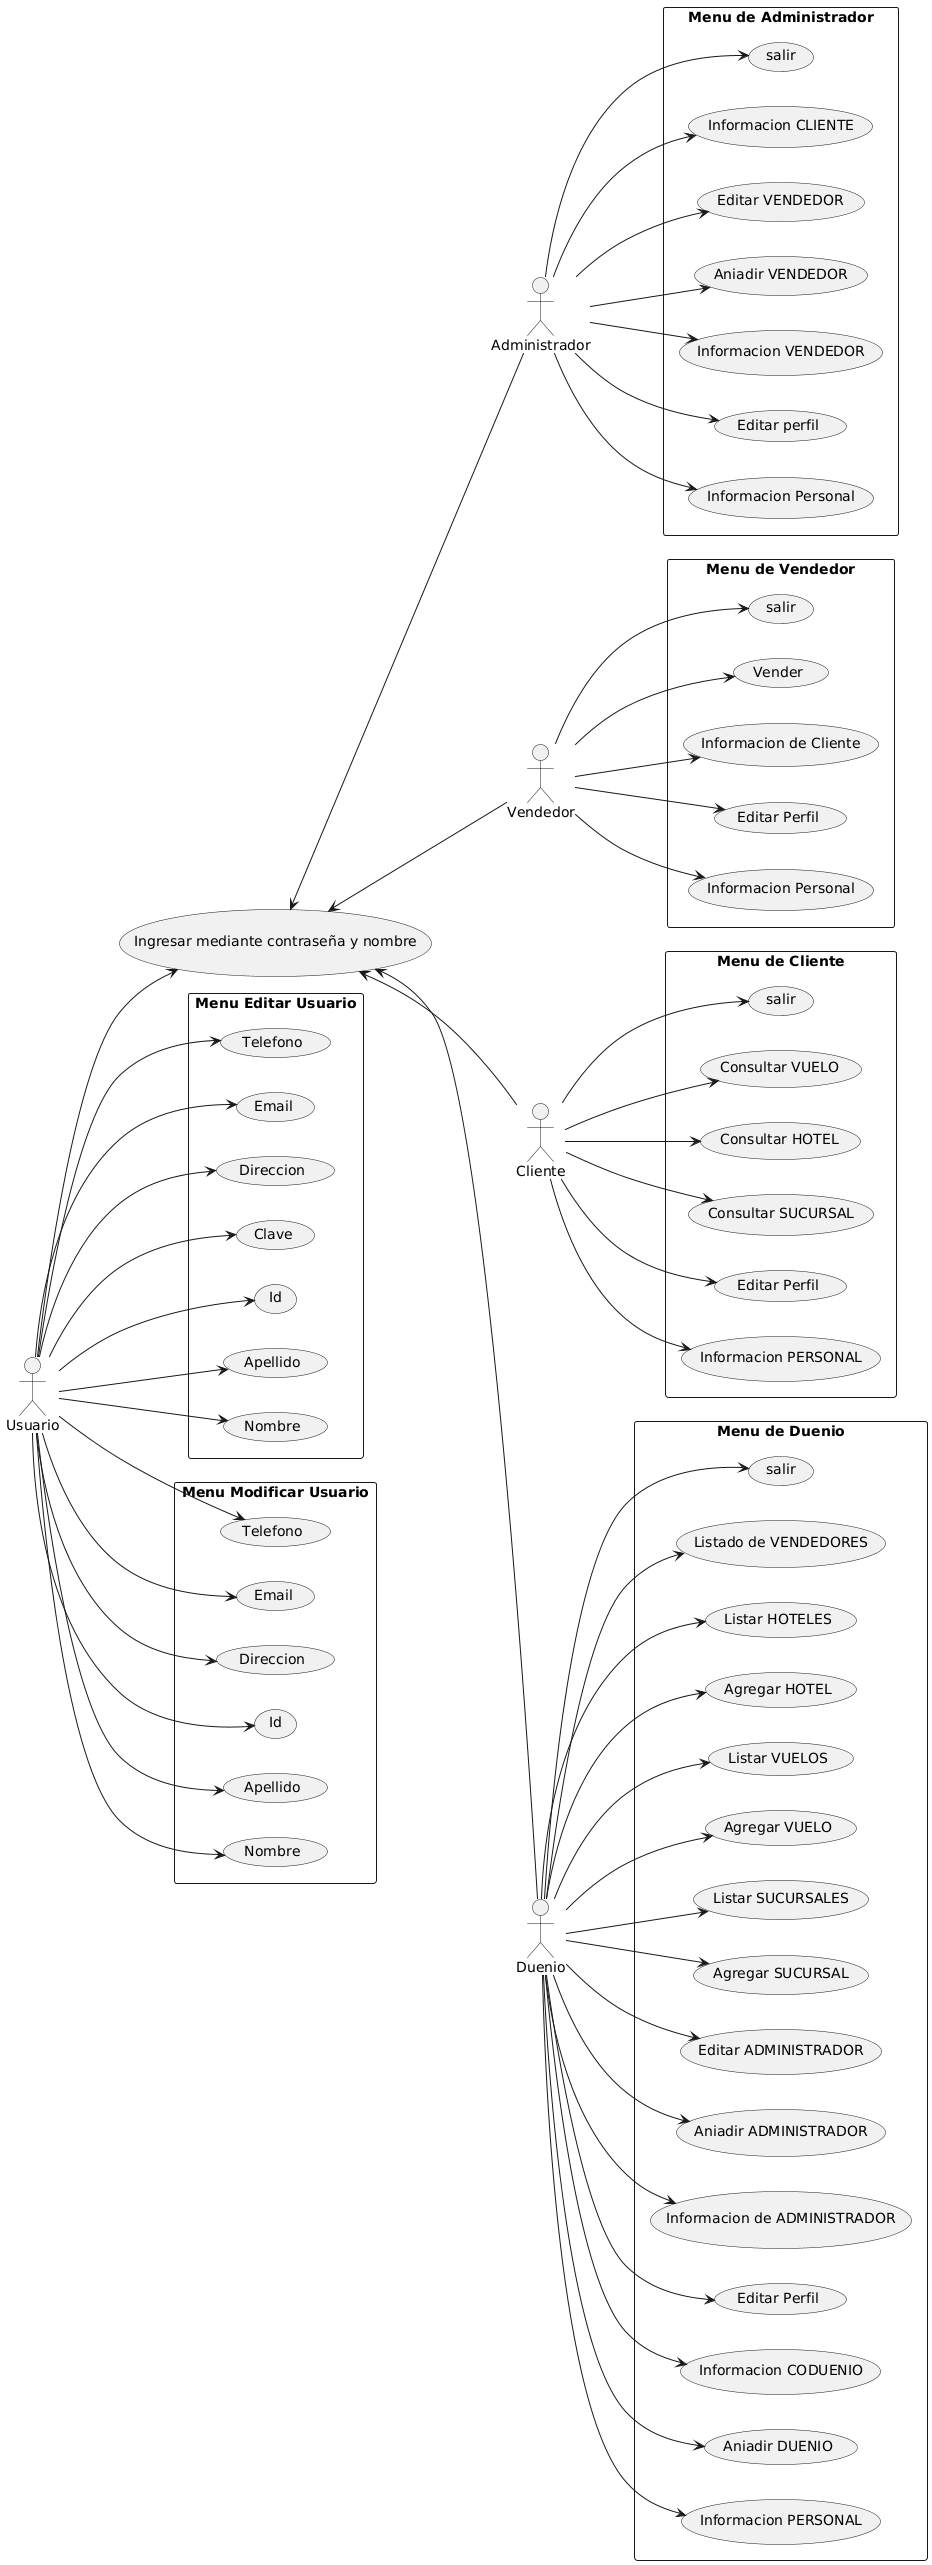 Menu de Administrador
salir
Informacion CLIENTE
Editar VENDEDOR
Aniadir VENDEDOR
Informacion VENDEDOR
Editar perfil
Informacion Personal
Administrador
Menu de Vendedor
salir
Vender
Informacion de Cliente
Editar Perfil
Informacion Personal
Vendedor
Ingresar mediante contraseña y nombre
Menu Editar Usuario
Telefono
Email
Direccion
Clave
Id
Apellido
Nombre
Usuario
Menu Modificar Usuario
Telefono
Email
Direccion
Id
Apellido
Nombre
Menu de Cliente
salir
Consultar VUELO
Consultar HOTEL
Consultar SUCURSAL
Editar Perfil
Informacion PERSONAL
Cliente
Menu de Duenio
salir
Listado de VENDEDORES
Listar HOTELES
Agregar HOTEL
Listar VUELOS
Agregar VUELO
Listar SUCURSALES
Agregar SUCURSAL
Editar ADMINISTRADOR
Aniadir ADMINISTRADOR
Informacion de ADMINISTRADOR
Editar Perfil
Informacion CODUENIO
Aniadir DUENIO
Informacion PERSONAL
Duenio